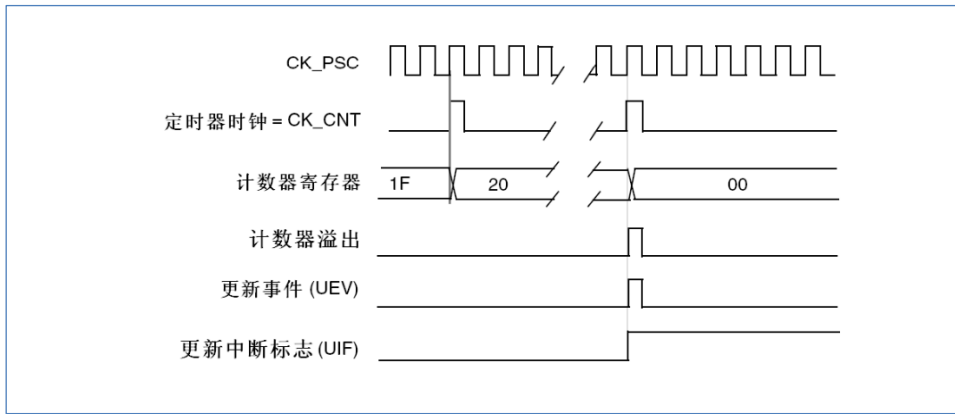 CK_PSC
定时器时钟 = CK_CNT
计数器寄存器 1F 20 00
计数器溢出
更新事件 (UEV)
更新中断标志 (UIF)